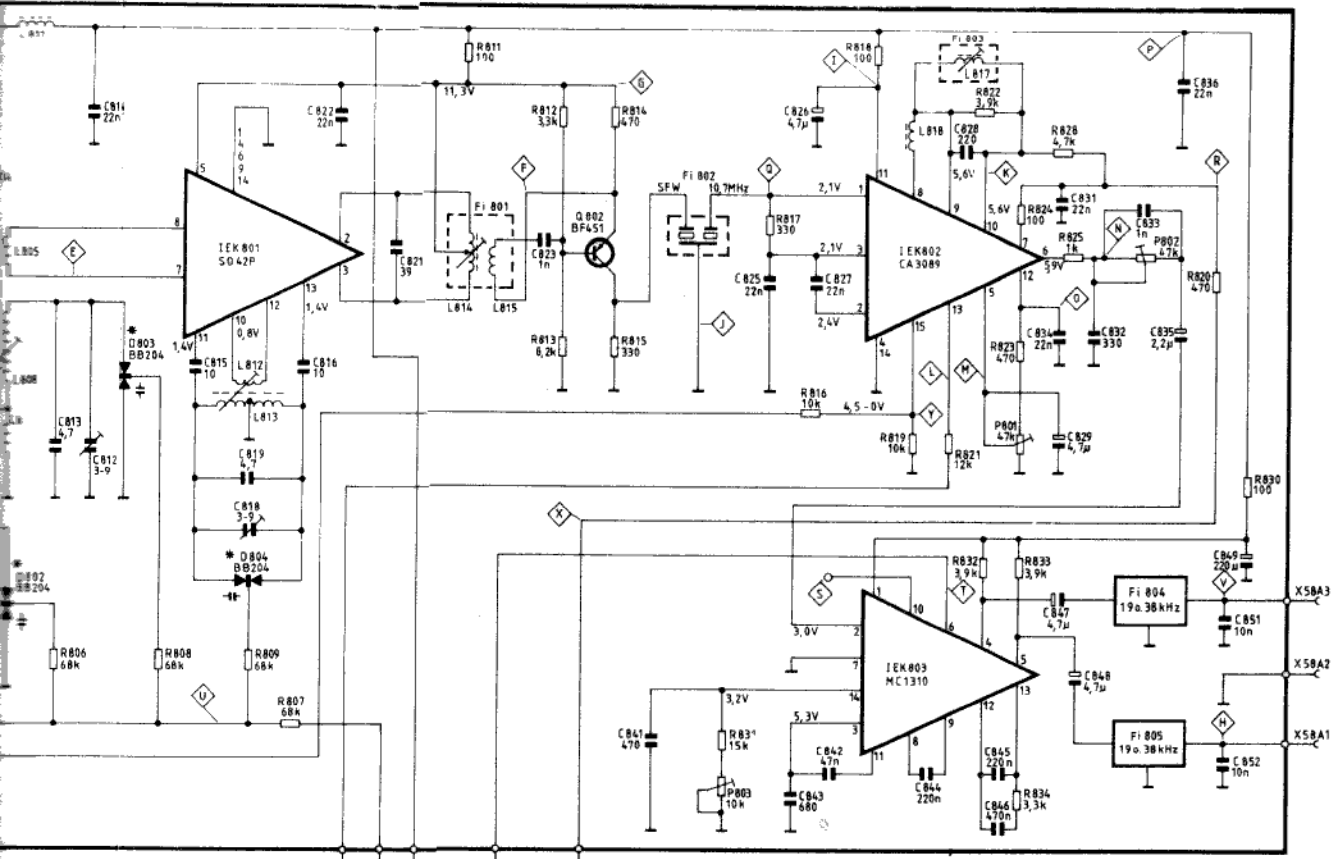 R811
100
11,3V
C822
22n
22n
1
4
6
9
14
5
8
7
IEK801
SO42P
2
3
13
12
10
11
0,8V
1,4V
1,4V
E
L805
C821
39
Fi 801
L814
L815
F
G
R812
3,3k
R814
470
C823
1n
Q802
BF451
R813
8,2k
R815
330
SFW
Fi 802
10,7MHz
J
Q
I
R818
100
C826
4,7µ
2,1V
R817
330
2,1V
C825
22n
C827
22n
2,4V
IEK802
CA3089
1
3
2
11
8
9
10
7
6
12
5
13
15
4
14
Fi 803
L817
R822
3,9k
L818
C828
220
5,6V
K
5,6V
R828
4,7k
R824
100
C831
22n
R825
1k
5,9V
N
C833
1n
P802
47k
P
C836
22n
R
R820
470
C835
2,2µ
C832
330
C834
22n
O
R823
470
L
M
P801
47k
C829
4,7µ
R816
10k
4,5-0V
Y
R819
10k
R821
12k
D803
BB204
C815
10
L812
C816
10
L813
C813
4,7
C812
3-9
C819
4,7
C818
3-9
D804
BB204
D802
BB204
R806
68k
R808
68k
R809
68k
U
R807
68k
X
R830
100
C849
220µ
S
T
R832
3,9k
R833
3,9k
C847
4,7µ
Fi 804
19o.38kHz
V
X58A3
C851
10n
3,0V
1
10
6
2
7
14
3
11
8
9
12
13
4
5
IEK803
MC1310
C848
4,7µ
X58A2
C841
470
3,2V
R831
15k
P803
10k
5,3V
C842
47n
C843
680
C844
220n
C845
220n
C846
470n
R834
3,3k
Fi 805
19o.38kHz
H
X58A1
C852
10n